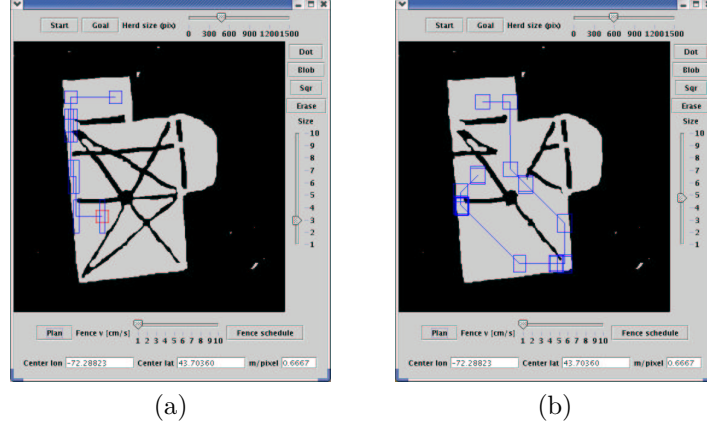 Start Goal Herd size (pix)
0 300 600 900 1200 1500
Dot
Blob
Sqr
Erase
Size
10
9
8
7
6
5
4
3
2
1
Plan Fence v [cm/s] Fence schedule
1 2 3 4 5 6 7 8 9 10
Center lon -72.28823 Center lat 43.70360 m/pixel 0.6667
(a)
Start Goal Herd size (pix)
0 300 600 900 1200 1500
Dot
Blob
Sqr
Erase
Size
10
9
8
7
6
5
4
3
2
1
Plan Fence v [cm/s] Fence schedule
1 2 3 4 5 6 7 8 9 10
Center lon -72.28823 Center lat 43.70360 m/pixel 0.6667
(b)